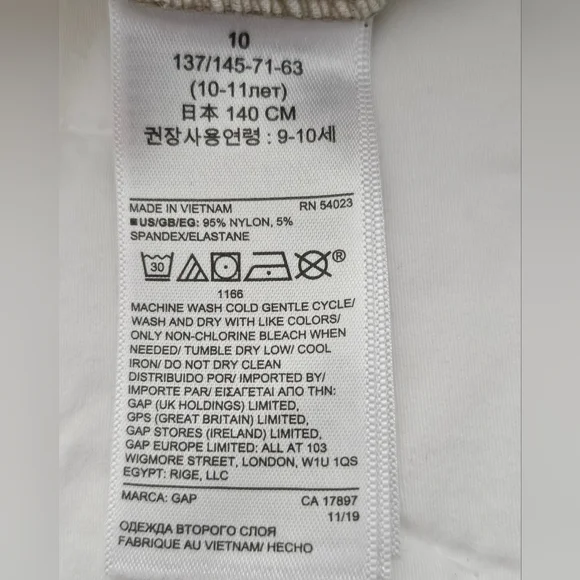 10
137/145-71-63
(10-11лет)
日本 140 CM
권장사용연령 : 9-10세
MADE IN VIETNAM RN 54023
■US/GB/EG: 95% NYLON, 5%
SPANDEX/ELASTANE
30 ®
1166
MACHINE WASH COLD GENTLE CYCLE/
WASH AND DRY WITH LIKE COLORS/
ONLY NON-CHLORINE BLEACH WHEN
NEEDED/ TUMBLE DRY LOW/ COOL
IRON/ DO NOT DRY CLEAN
DISTRIBUIDO POR/ IMPORTED BY/
IMPORTE PAR/ ΕΙΣΑΓΕΤΑΙ ΑΠΟ ΤΗΝ:
GAP (UK HOLDINGS) LIMITED,
GPS (GREAT BRITAIN) LIMITED,
GAP STORES (IRELAND) LIMITED,
GAP EUROPE LIMITED: ALL AT 103
WIGMORE STREET, LONDON, W1U 1QS
EGYPT: RIGE, LLC
MARCA: GAP CA 17897
11/19
ОДЕЖДА ВТОРОГО СЛОЯ
FABRIQUE AU VIETNAM/ HECHO